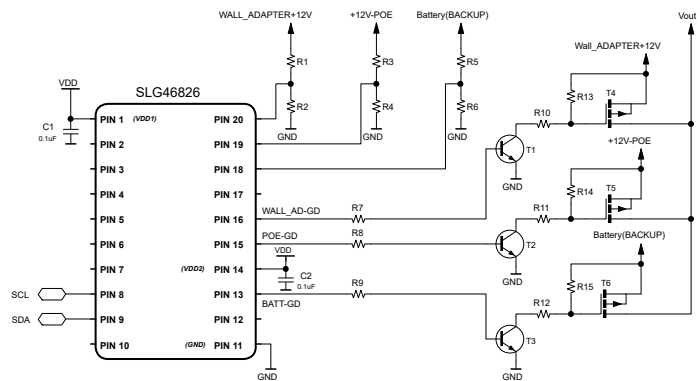 WALL_ADAPTER+12V +12V-POE Battery(BACKUP) Vout
R1 R3 R5
R2 R4 R6
GND GND GND
Wall_ADAPTER+12V
R13 T4
R10
T1
GND
VDD
C1
0.1uF
SLG46826
PIN 1 (VDD1) PIN 20
PIN 2 PIN 19
PIN 3 PIN 18
PIN 4 PIN 17
PIN 5 PIN 16
PIN 6 PIN 15
PIN 7 (VDD2) PIN 14
PIN 8 PIN 13
PIN 9 PIN 12
PIN 10 (GND) PIN 11
SCL
SDA
WALL_AD-GD R7
POE-GD R8
VDD
C2
0.1uF
BATT-GD R9
GND
+12V-POE
R14 T5
R11
T2
GND
Battery(BACKUP)
R15 T6
R12
T3
GND